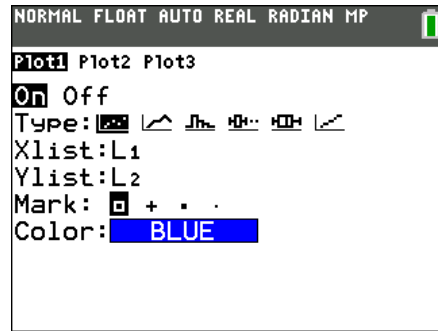 NORMAL FLOAT AUTO REAL RADIAN MP
Plot1 Plot2 Plot3
On Off
Type:
Xlist:L₁
Ylist:L₂
Mark: + . .
Color: BLUE